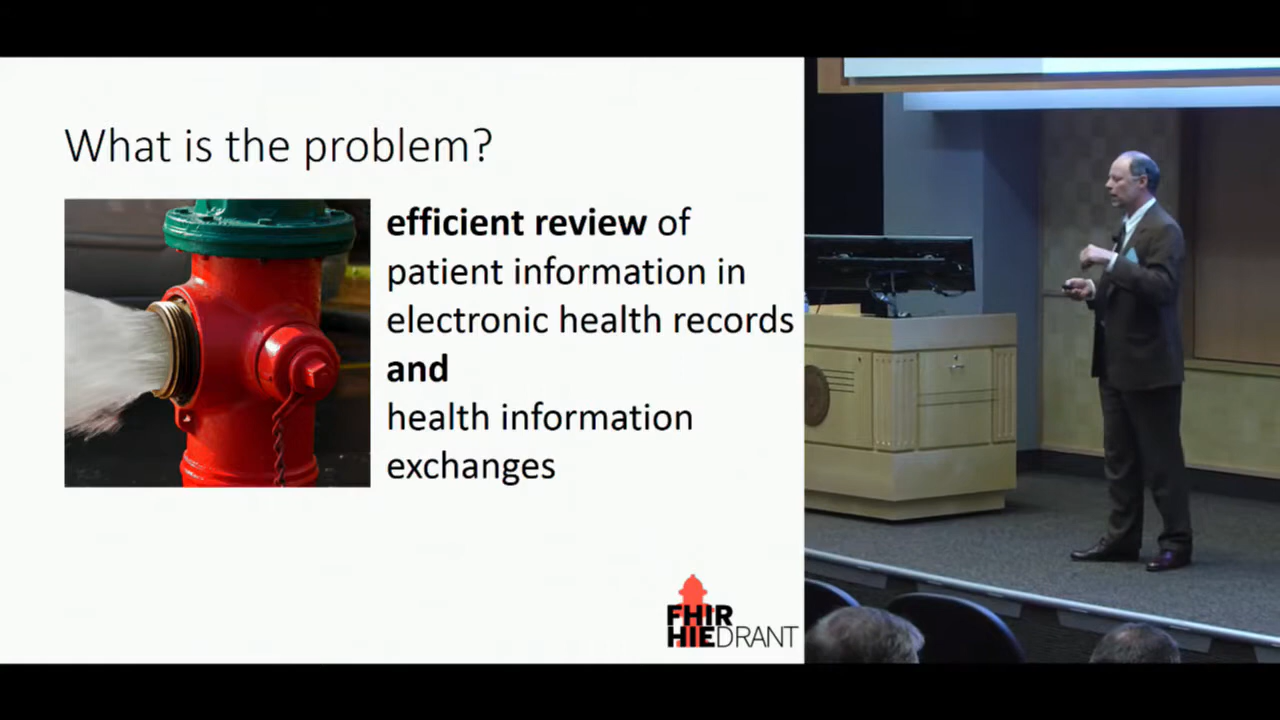 What is the problem?
efficient review of
patient information in
electronic health records
and
health information
exchanges
FHIR
HIEDRANT